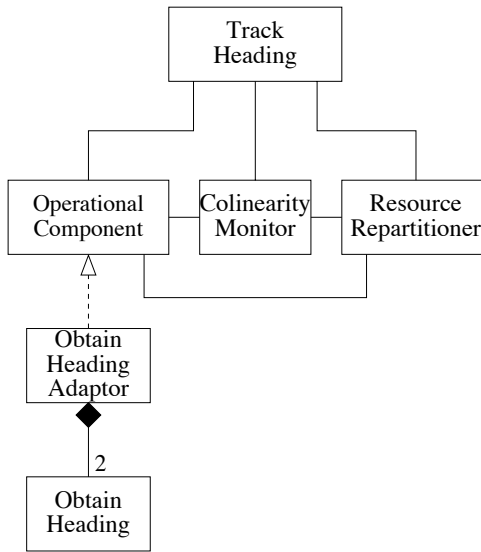 Track
Heading
Operational
Component
Colinearity
Monitor
Resource
Repartitioner
Obtain
Heading
Adaptor
2
Obtain
Heading